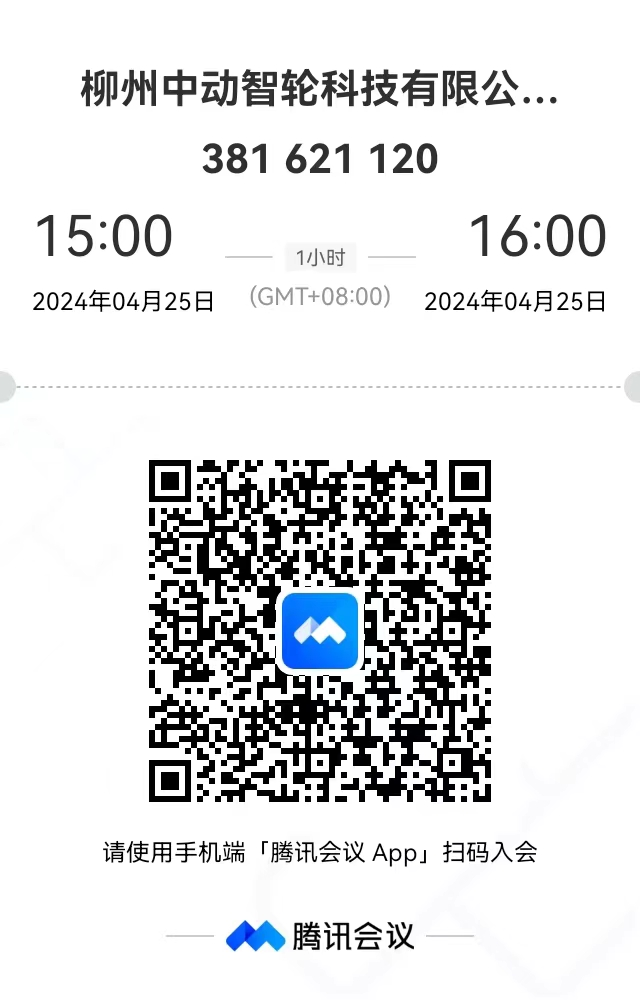 柳州中动智轮科技有限公...
381 621 120
15:00
1小时
16:00
2024年04月25日
(GMT+08:00)
2024年04月25日
请使用手机端「腾讯会议 App」扫码入会
腾讯会议